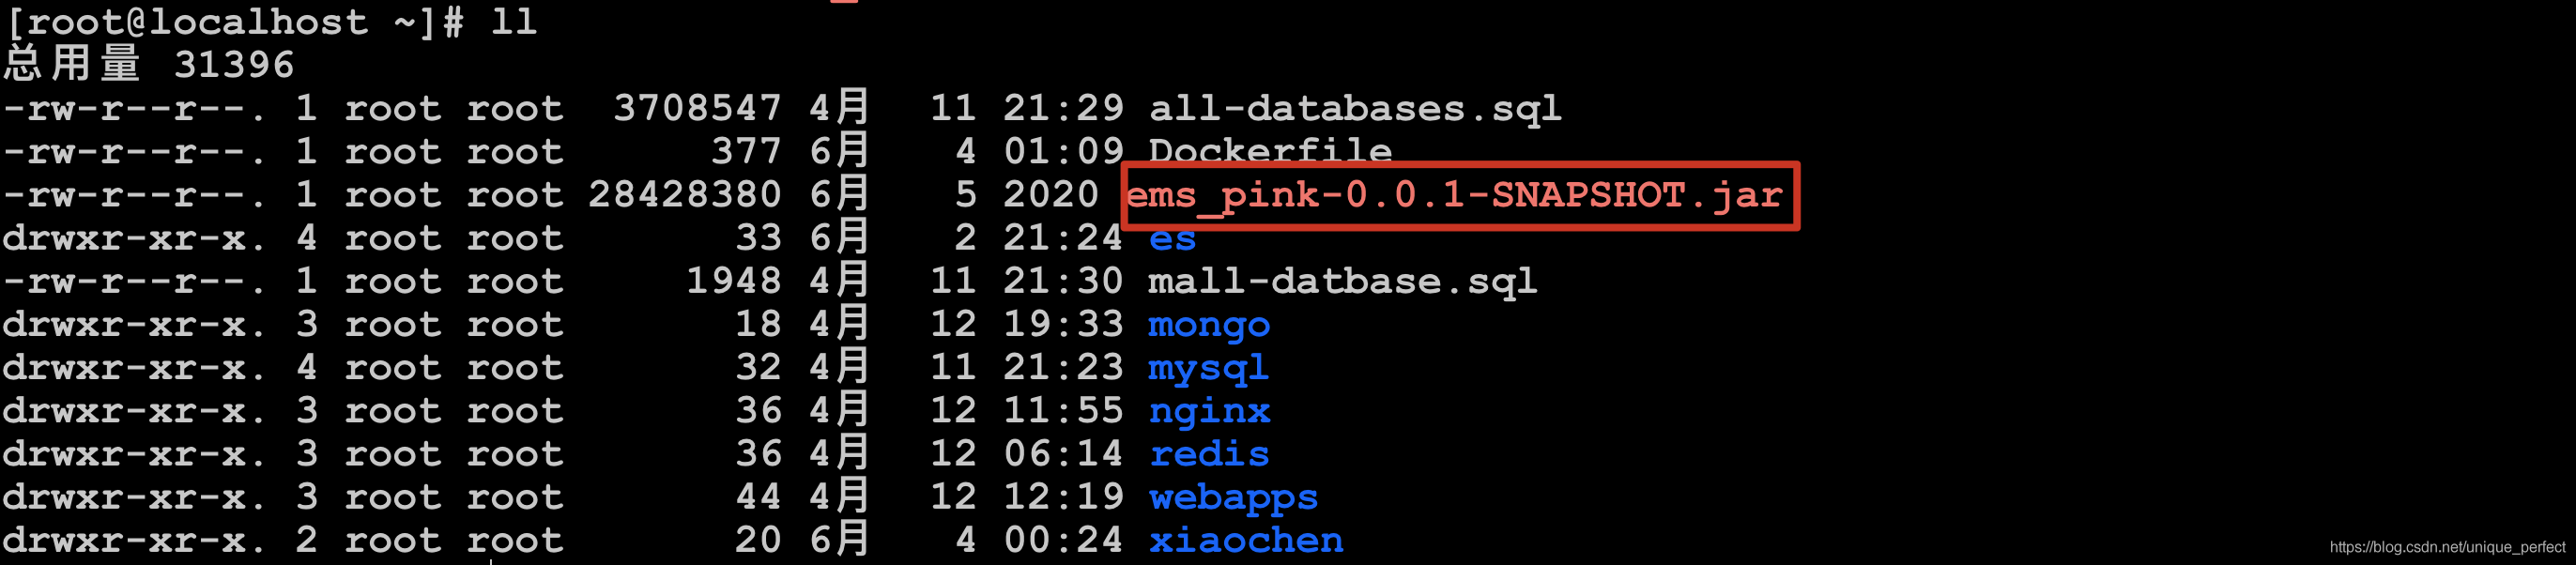 [root@localhost ~]# ll
总用量 31396
-rw-r--r--. 1 root root  3708547 4月  11 21:29 all-databases.sql
-rw-r--r--. 1 root root      377 6月   4 01:09 Dockerfile
-rw-r--r--. 1 root root 28428380 6月   5 2020 ems_pink-0.0.1-SNAPSHOT.jar
drwxr-xr-x. 4 root root       33 6月   2 21:24 es
-rw-r--r--. 1 root root     1948 4月  11 21:30 mall-datbase.sql
drwxr-xr-x. 3 root root       18 4月  12 19:33 mongo
drwxr-xr-x. 4 root root       32 4月  11 21:23 mysql
drwxr-xr-x. 3 root root       36 4月  12 11:55 nginx
drwxr-xr-x. 3 root root       36 4月  12 06:14 redis
drwxr-xr-x. 3 root root       44 4月  12 12:19 webapps
drwxr-xr-x. 2 root root       20 6月   4 00:24 xiaochen
https://blog.csdn.net/unique_perfect